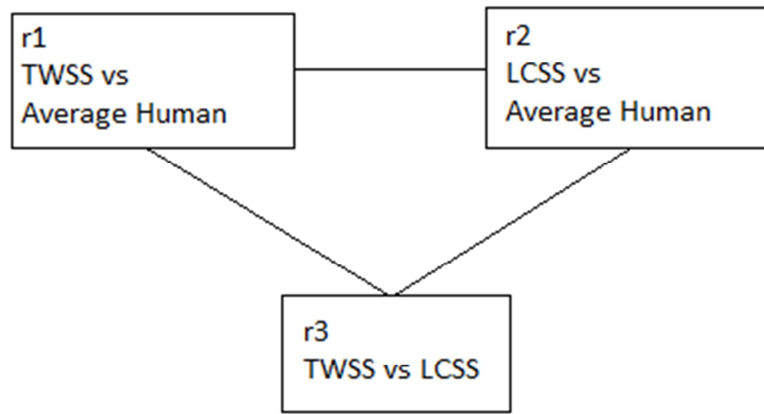 r1
TWSS vs
Average Human
r2
LCSS vs
Average Human
r3
TWSS vs LCSS